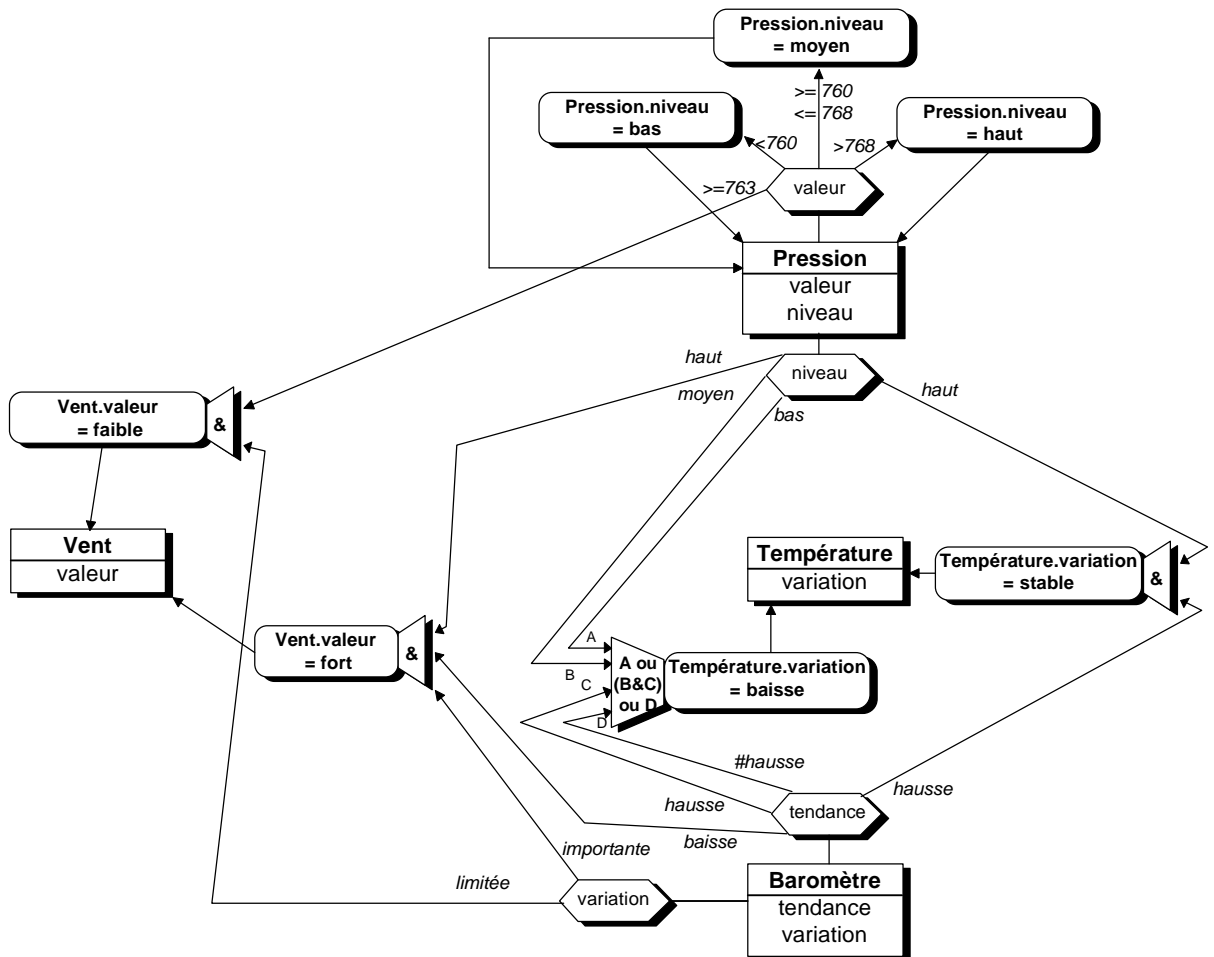 Pression.niveau
= moyen
>= 760
<= 768
Pression.niveau
= bas
Pression.niveau
= haut
<760
>768
>=763
valeur
Pression
valeur
niveau
haut
niveau
haut
moyen
bas
Vent.valeur
= faible
&
Vent
valeur
Température
variation
Température.variation
= stable
&
Vent.valeur
= fort
&
A
B
C
D
A ou
(B&C)
ou D
Température.variation
= baisse
#hausse
hausse
hausse
tendance
baisse
importante
limitée
variation
Baromètre
tendance
variation